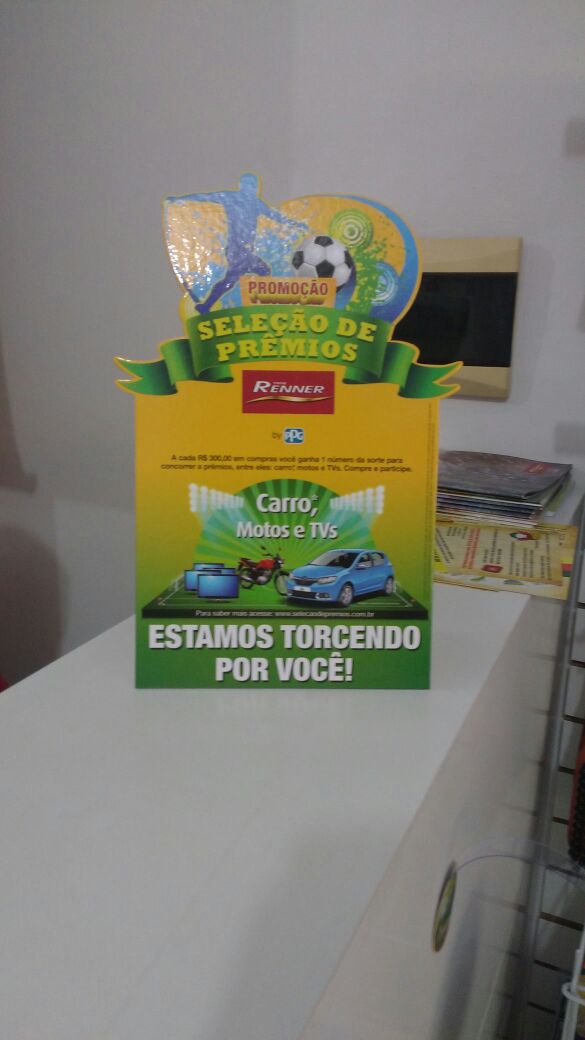 PROMOÇÃO
SELEÇÃO DE
PRÊMIOS
RENNER
by PPG
A cada R$ 300,00 em compras você ganha 1 número da sorte para
concorrer a prêmios, entre eles: carro*, motos e TVs. Compre e participe.
Carro*,
Motos e TVs
Para saber mais acesse: www.selecaodepremios.com.br
ESTAMOS TORCENDO
POR VOCÊ!